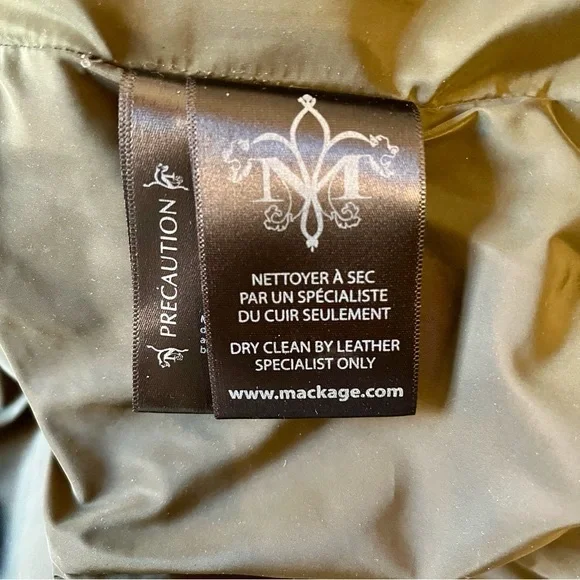 PRECAUTION
M
NETTOYER À SEC
PAR UN SPÉCIALISTE
DU CUIR SEULEMENT
DRY CLEAN BY LEATHER
SPECIALIST ONLY
www.mackage.com